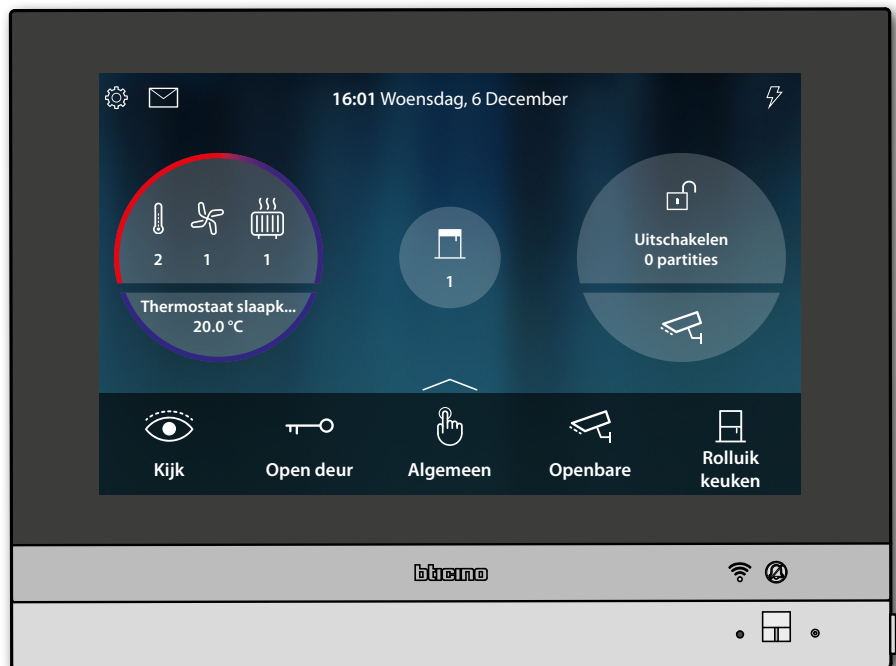 16:01 Woensdag, 6 December
2 1 1
Thermostaat slaapk...
20.0 °C
1
Uitschakelen
0 partities
Kijk
Open deur
Algemeen
Openbare
Rolluik
keuken
bticino